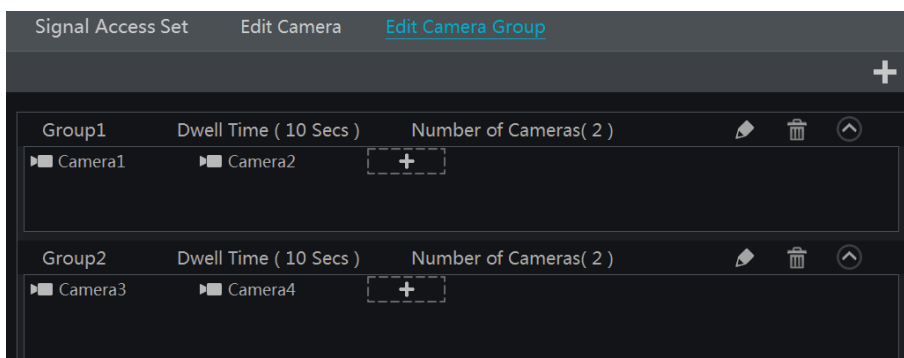 Signal Access Set Edit Camera Edit Camera Group
Group1 Dwell Time ( 10 Secs ) Number of Cameras( 2 )
Camera1 Camera2
Group2 Dwell Time ( 10 Secs ) Number of Cameras( 2 )
Camera3 Camera4